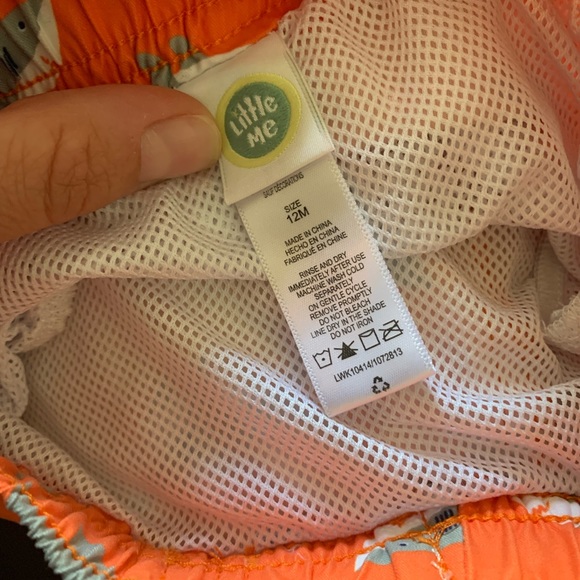 Little
Me
SAUF DÉCORATIONS
SIZE
12M
MADE IN CHINA
HECHO EN CHINA
FABRIQUÉ EN CHINE
RINSE AND DRY
IMMEDIATELY AFTER USE
MACHINE WASH COLD
SEPARATELY
ON GENTLE CYCLE
REMOVE PROMPTLY
DO NOT BLEACH
LINE DRY IN THE SHADE
DO NOT IRON
LWK10414/1072813